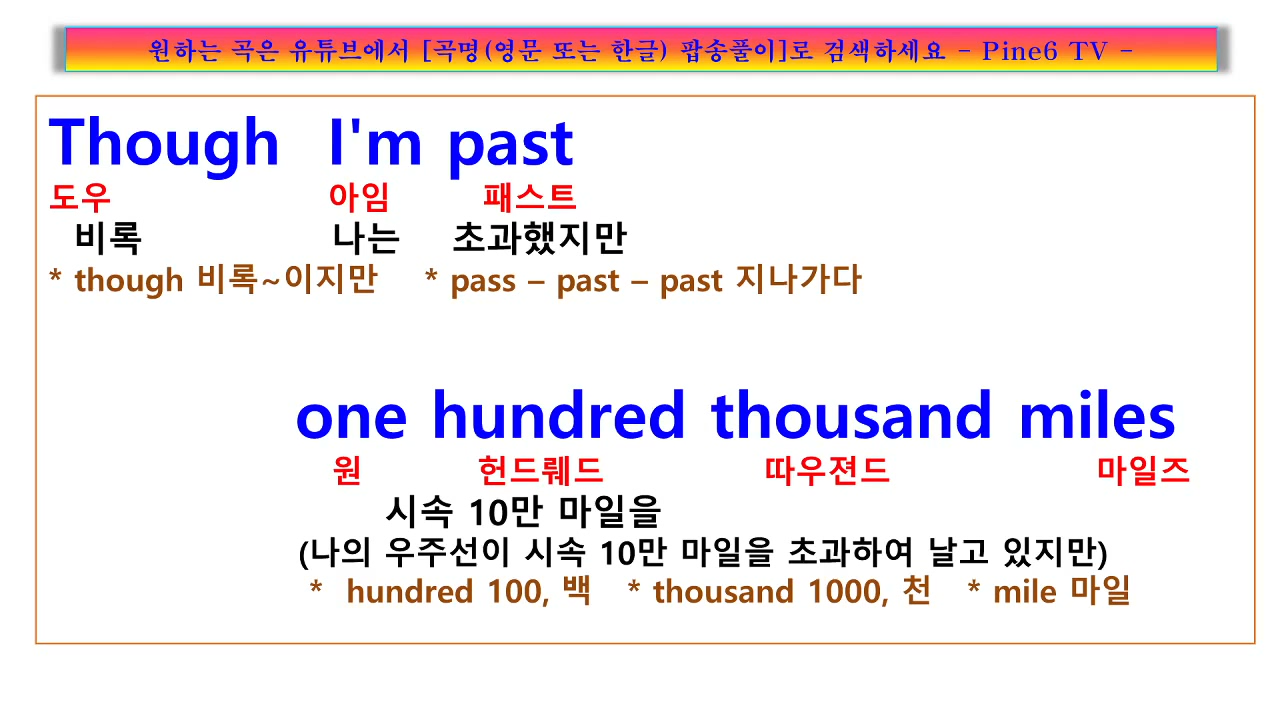 원하는 곡은 유튜브에서 [곡명(영문 또는 한글) 팝송풀이]로 검색하세요 - Pine6 TV -
Though I'm past
도우 아임 패스트
비록 나는 초과했지만
* though 비록~이지만 * pass – past – past 지나가다
one hundred thousand miles
원 헌드뤠드 따우젼드 마일즈
시속 10만 마일을
(나의 우주선이 시속 10만 마일을 초과하여 날고 있지만)
* hundred 100, 백 * thousand 1000, 천 * mile 마일